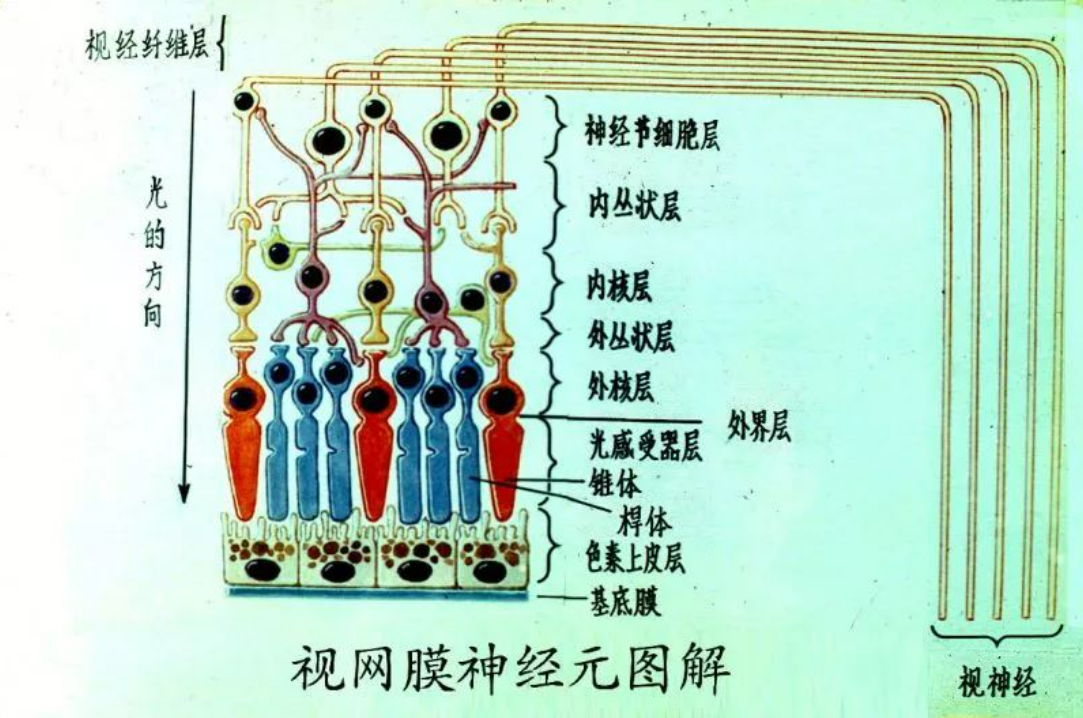 视经纤维层
光的方向
神经节细胞层
内丛状层
内核层
外丛状层
外核层
外界层
光感受器层
锥体
桿体
色素上皮层
基底膜
视网膜神经元图解
视神经